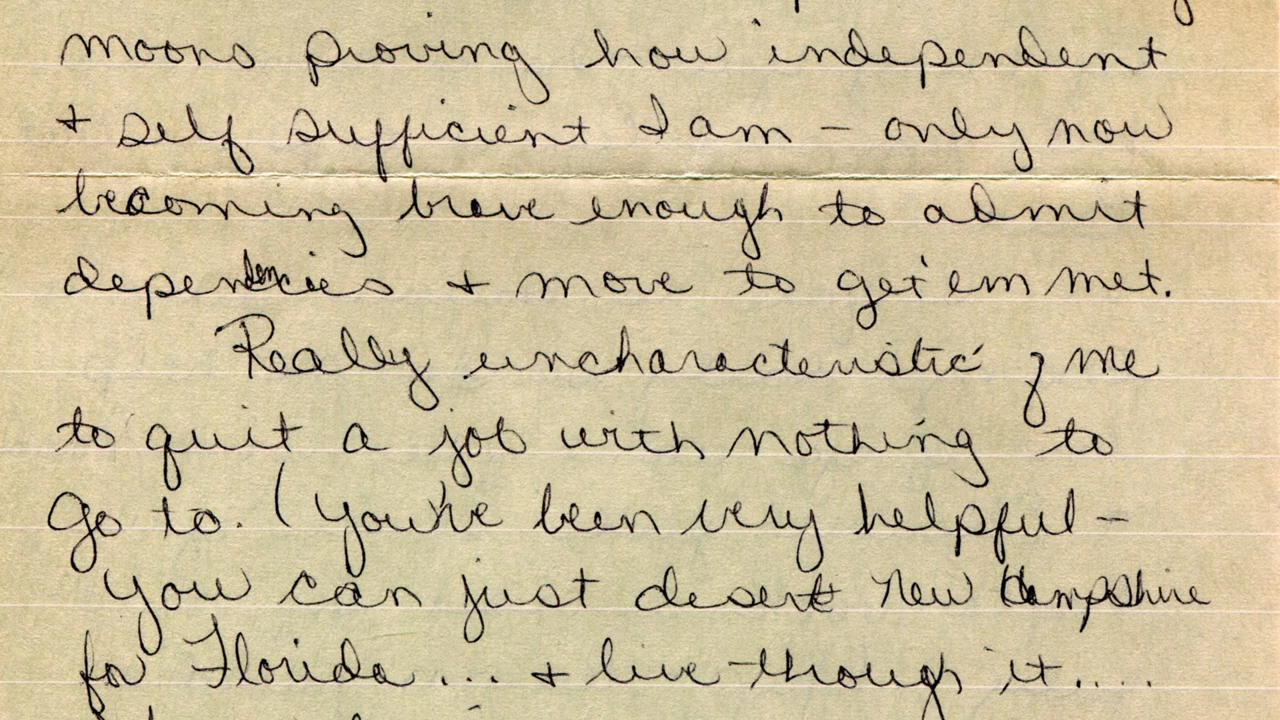 moons proving how independent
+ self sufficient I am - only now
becoming brave enough to admit
dependencies + move to get 'em met.
Really uncharacteristic of me
to quit a job with nothing to
go to. (You've been very helpful -
you can just desert New Hampshire
for Florida ... + live though it....